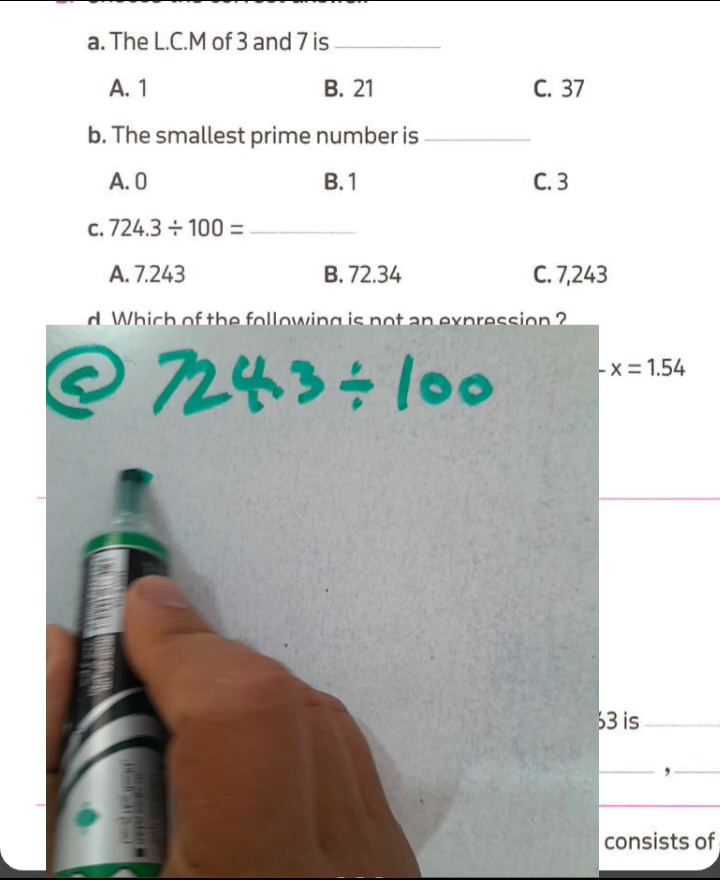 a. The L.C.M of 3 and 7 is
A. 1 B. 21 C. 37
b. The smallest prime number is
A. 0 B. 1 C. 3
c. 724.3 ÷ 100 =
A. 7.243 B. 72.34 C. 7,243
d. Which of the following is not an expression?
x = 1.54
© 724.3 ÷ 100
63 is
,
consists of